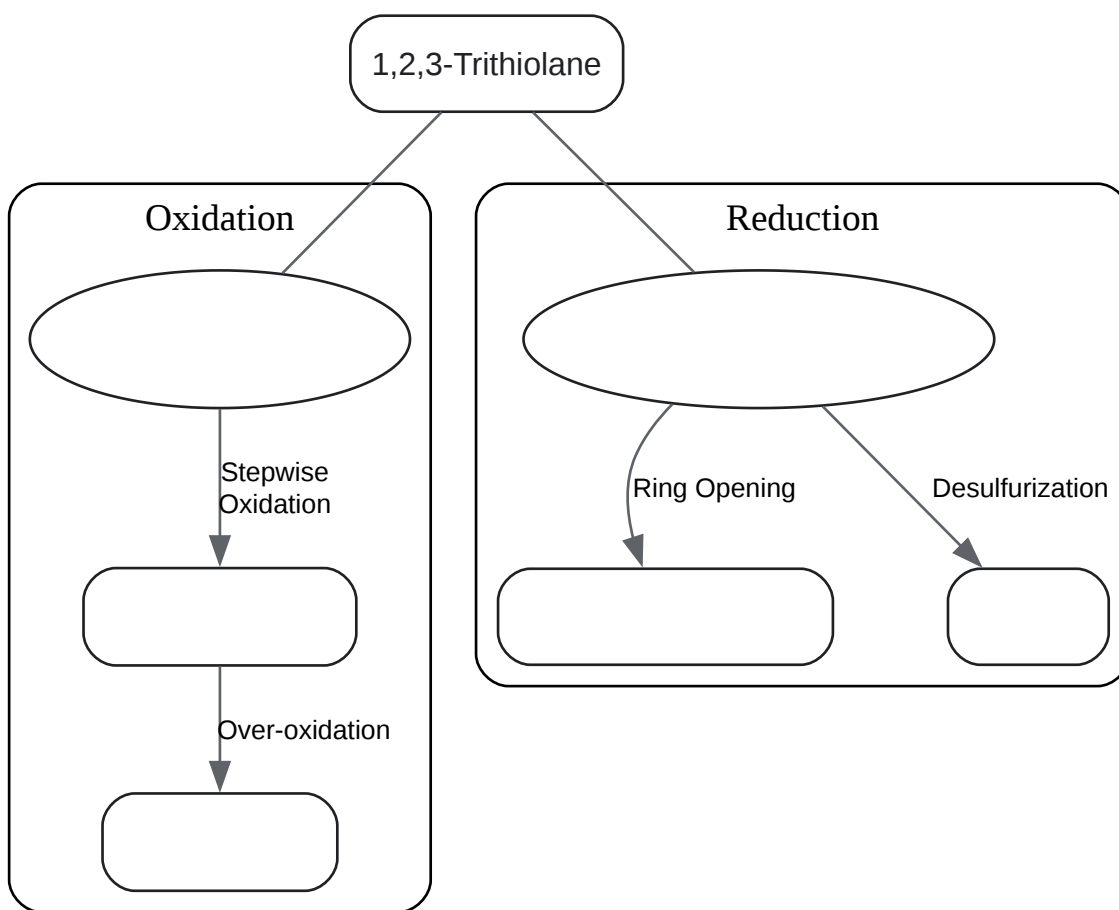 1,2,3-Trithiolane
Oxidation
Reduction
Stepwise
Oxidation
Ring Opening
Desulfurization
Over-oxidation